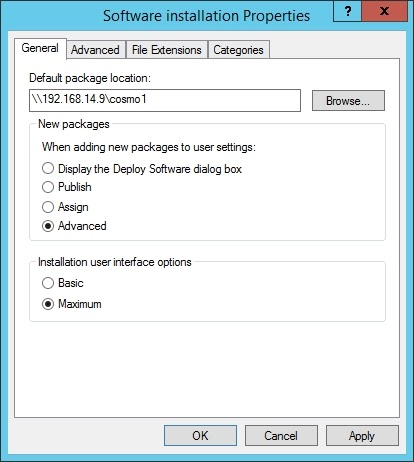 Software installation Properties
? x
General Advanced File Extensions Categories
Default package location:
\\192.168.14.9\cosmo1
Browse...
New packages
When adding new packages to user settings:
Display the Deploy Software dialog box
Publish
Assign
Advanced
Installation user interface options
Basic
Maximum
OK Cancel Apply